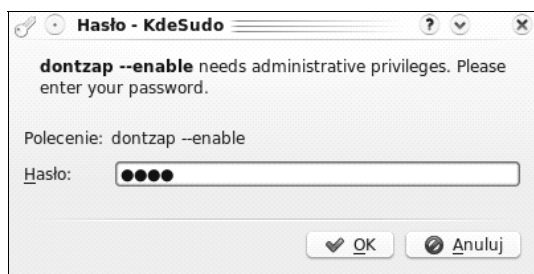 Hasło - KdeSudo
dontzap --enable needs administrative privileges. Please
enter your password.
Polecenie: dontzap --enable
Hasło: ●●●●
OK Anuluj